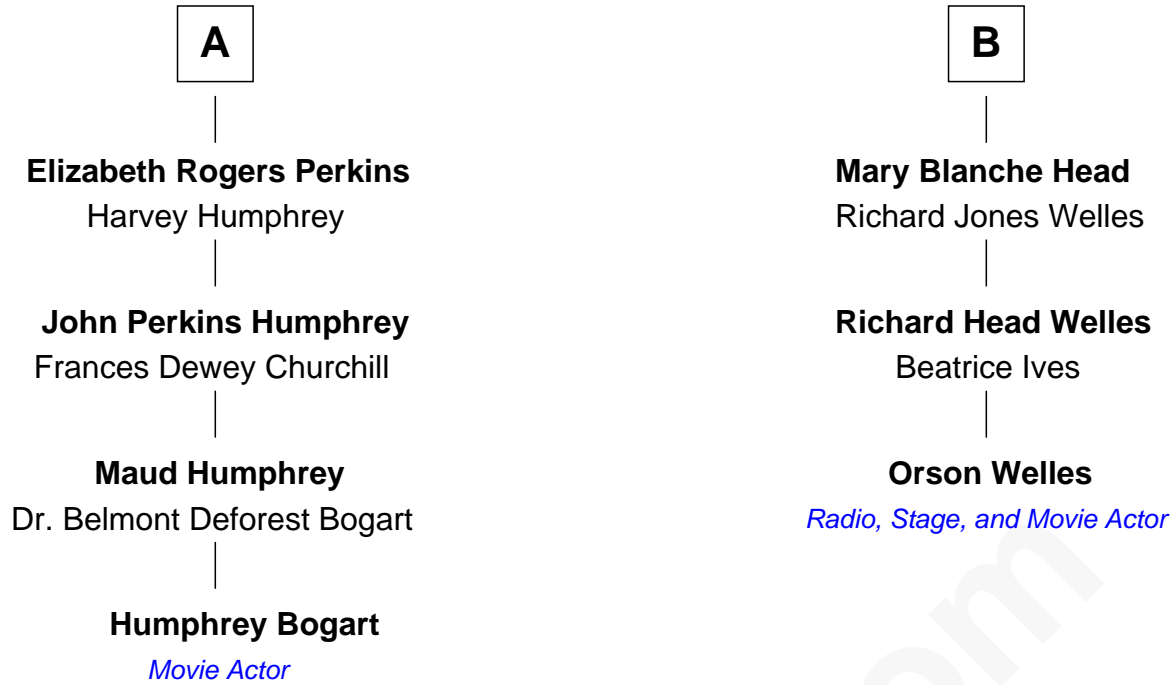 A
Elizabeth Rogers Perkins
Harvey Humphrey
John Perkins Humphrey
Frances Dewey Churchill
Maud Humphrey
Dr. Belmont Deforest Bogart
Humphrey Bogart
Movie Actor
B
Mary Blanche Head
Richard Jones Welles
Richard Head Welles
Beatrice Ives
Orson Welles
Radio, Stage, and Movie Actor
om